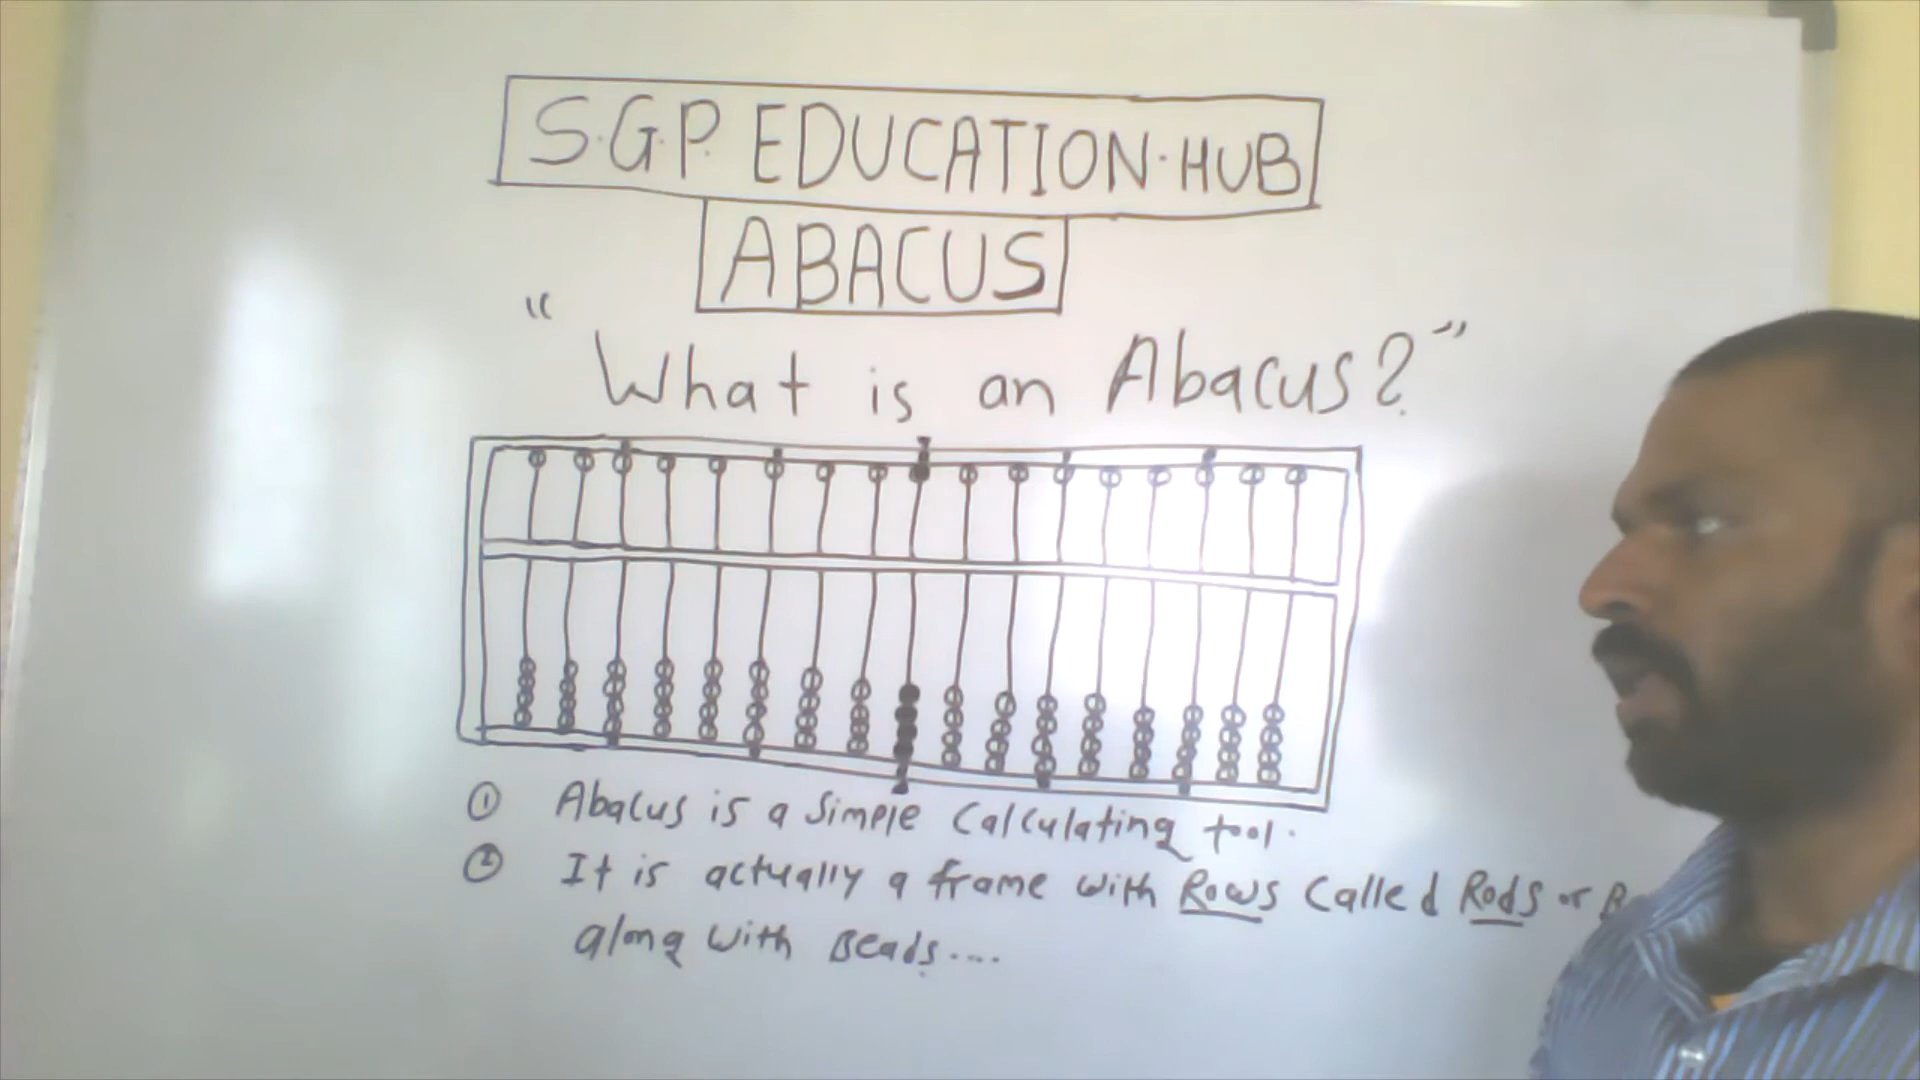 S.G.P. EDUCATION.HUB
ABACUS
"What is an Abacus?"
① Abacus is a Simple Calculating tool.
② It is actually a frame with Rows Called Rods or
along with Beads....